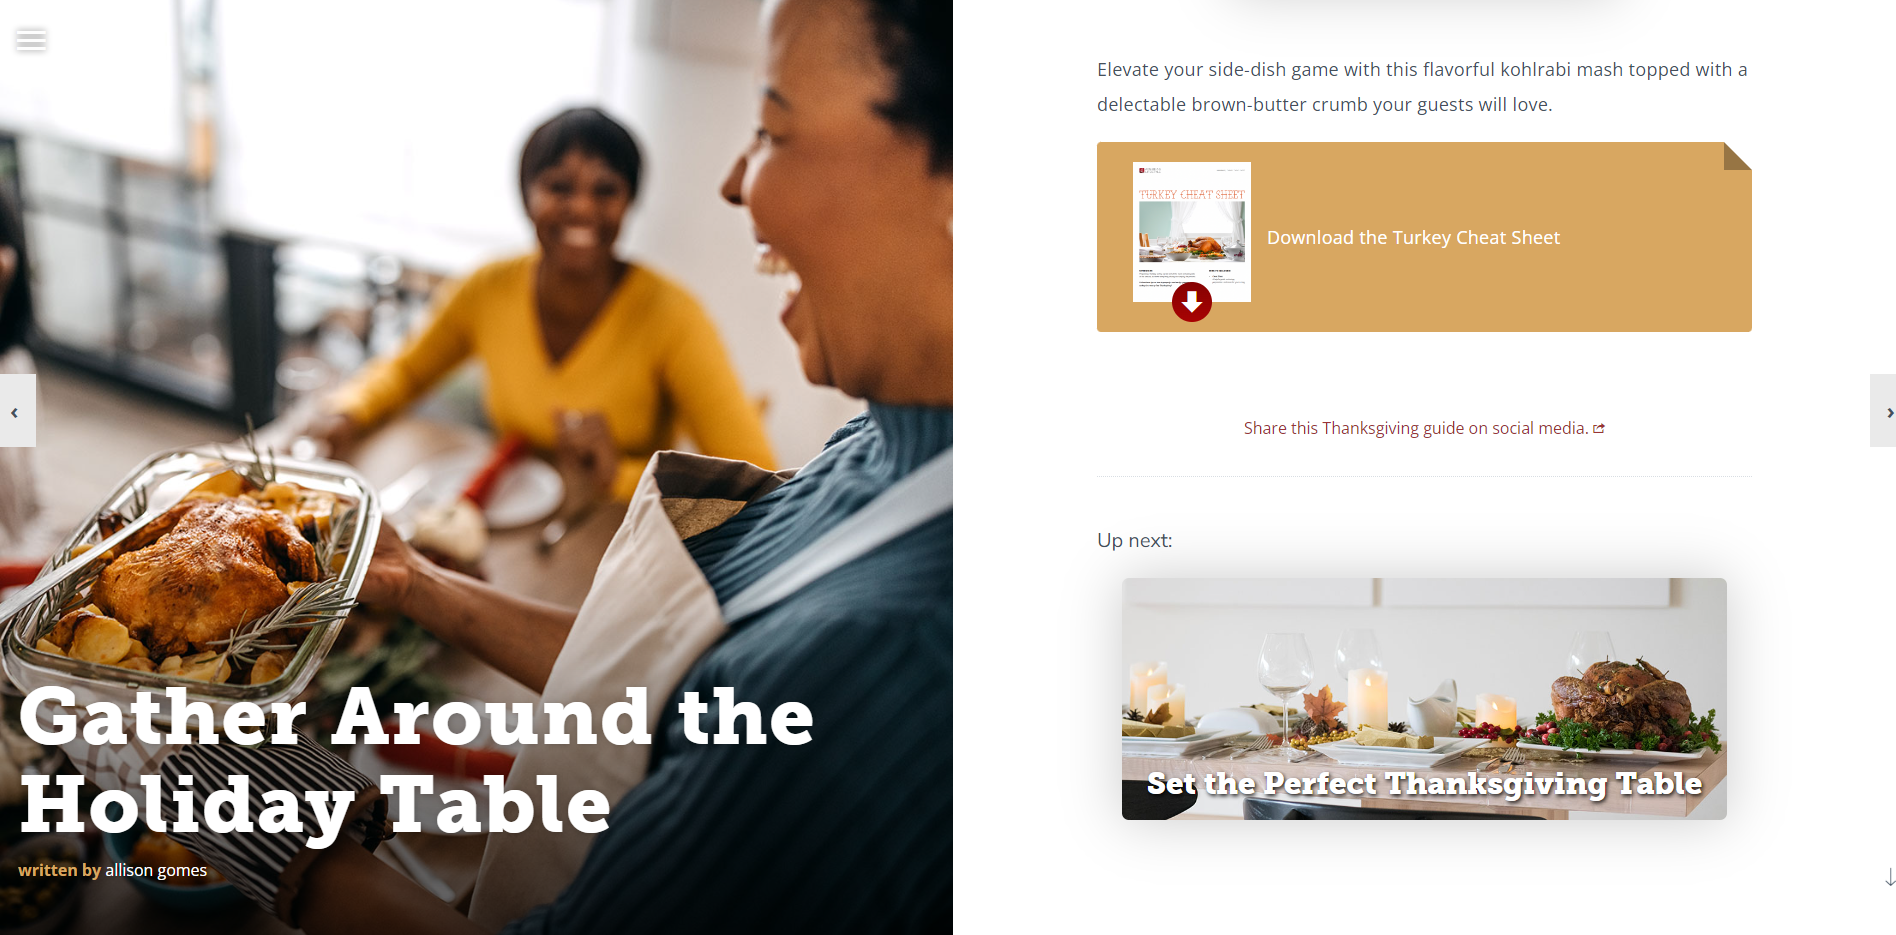 Gather Around the
Holiday Table
written by allison gomes
Elevate your side-dish game with this flavorful kohlrabi mash topped with a
delectable brown-butter crumb your guests will love.
TURKEY CHEAT SHEET
Download the Turkey Cheat Sheet
Share this Thanksgiving guide on social media.
Up next:
Set the Perfect Thanksgiving Table